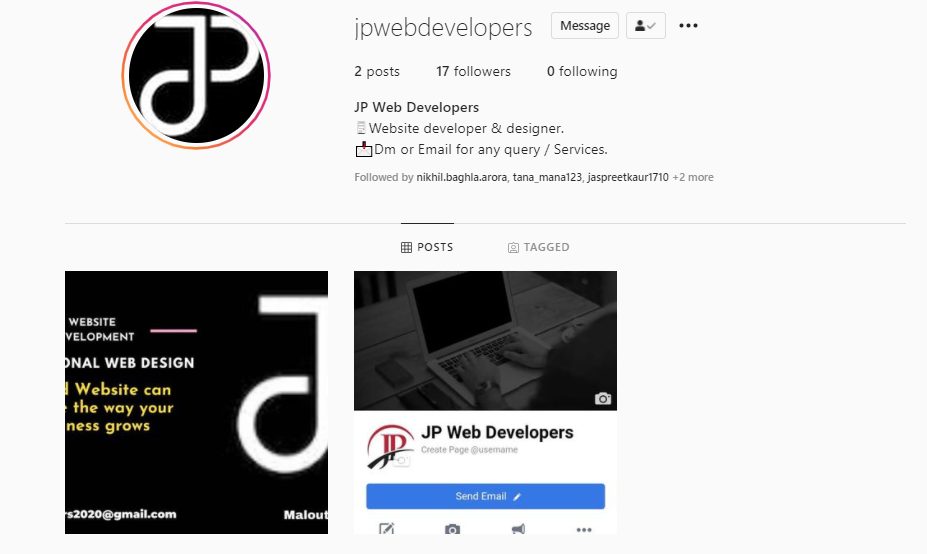 jpwebdevelopers Message
2 posts 17 followers 0 following
JP Web Developers
Website developer & designer.
Dm or Email for any query / Services.
Followed by nikhil.baghla.arora, tana_mana123, jaspreetkaur1710 +2 more
POSTS TAGGED
WEBSITE
VELOPMENT
ONAL WEB DESIGN
Website can
the way your
ness grows
rs2020@gmail.com Malout
JP
JP Web Developers
Create Page @username
Send Email